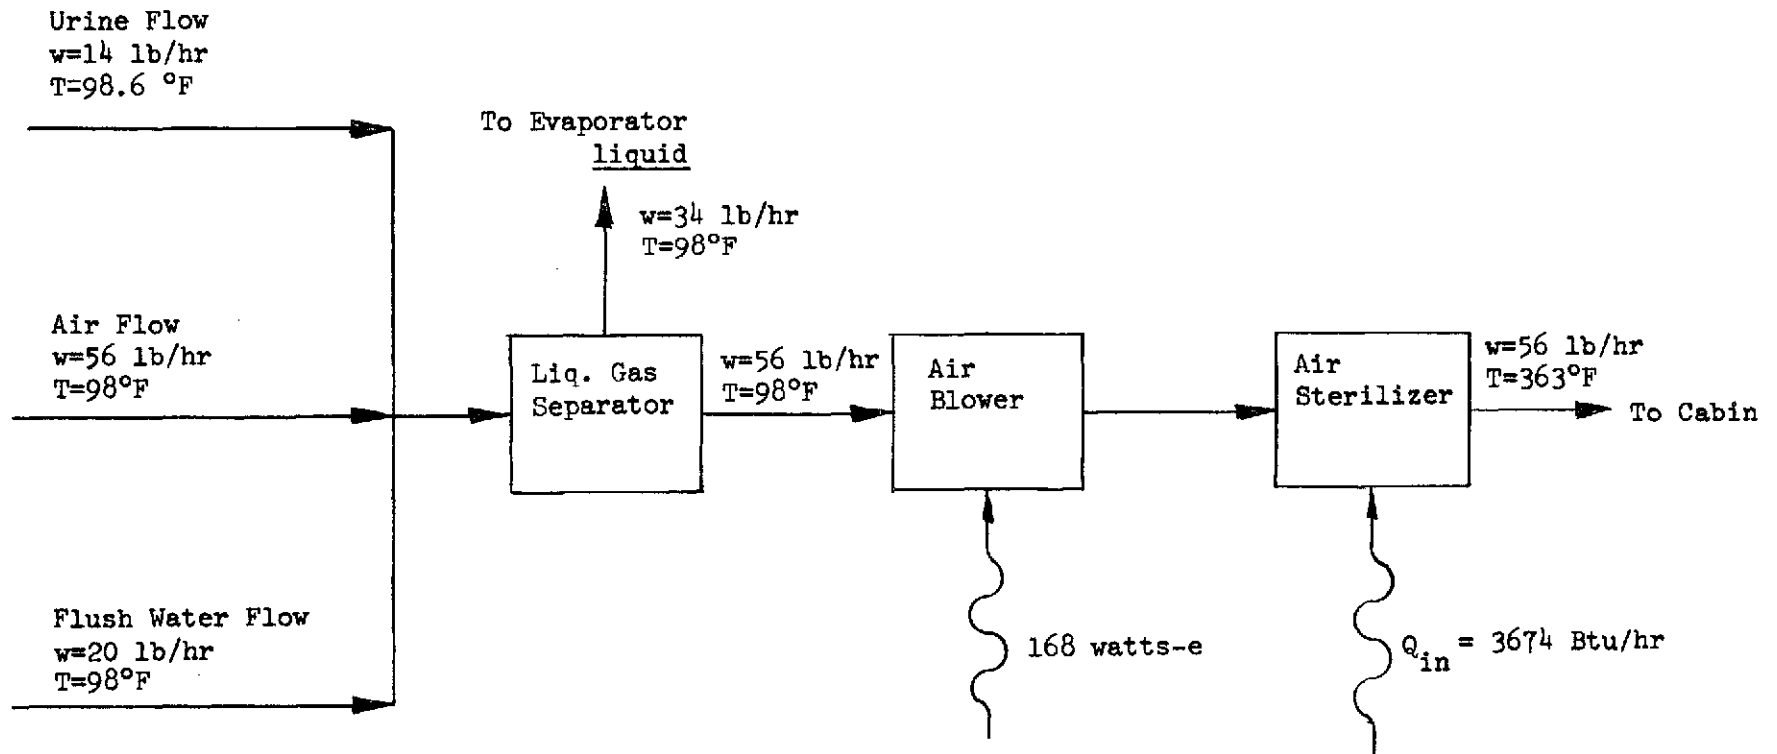 Urine Flow
w=14 lb/hr
T=98.6 °F
To Evaporator
liquid
w=34 lb/hr
T=98°F
Air Flow
w=56 lb/hr
T=98°F
Liq. Gas
Separator
w=56 lb/hr
T=98°F
Air
Blower
Air
Sterilizer
w=56 lb/hr
T=363°F
To Cabin
Flush Water Flow
w=20 lb/hr
T=98°F
168 watts-e
Qin = 3674 Btu/hr